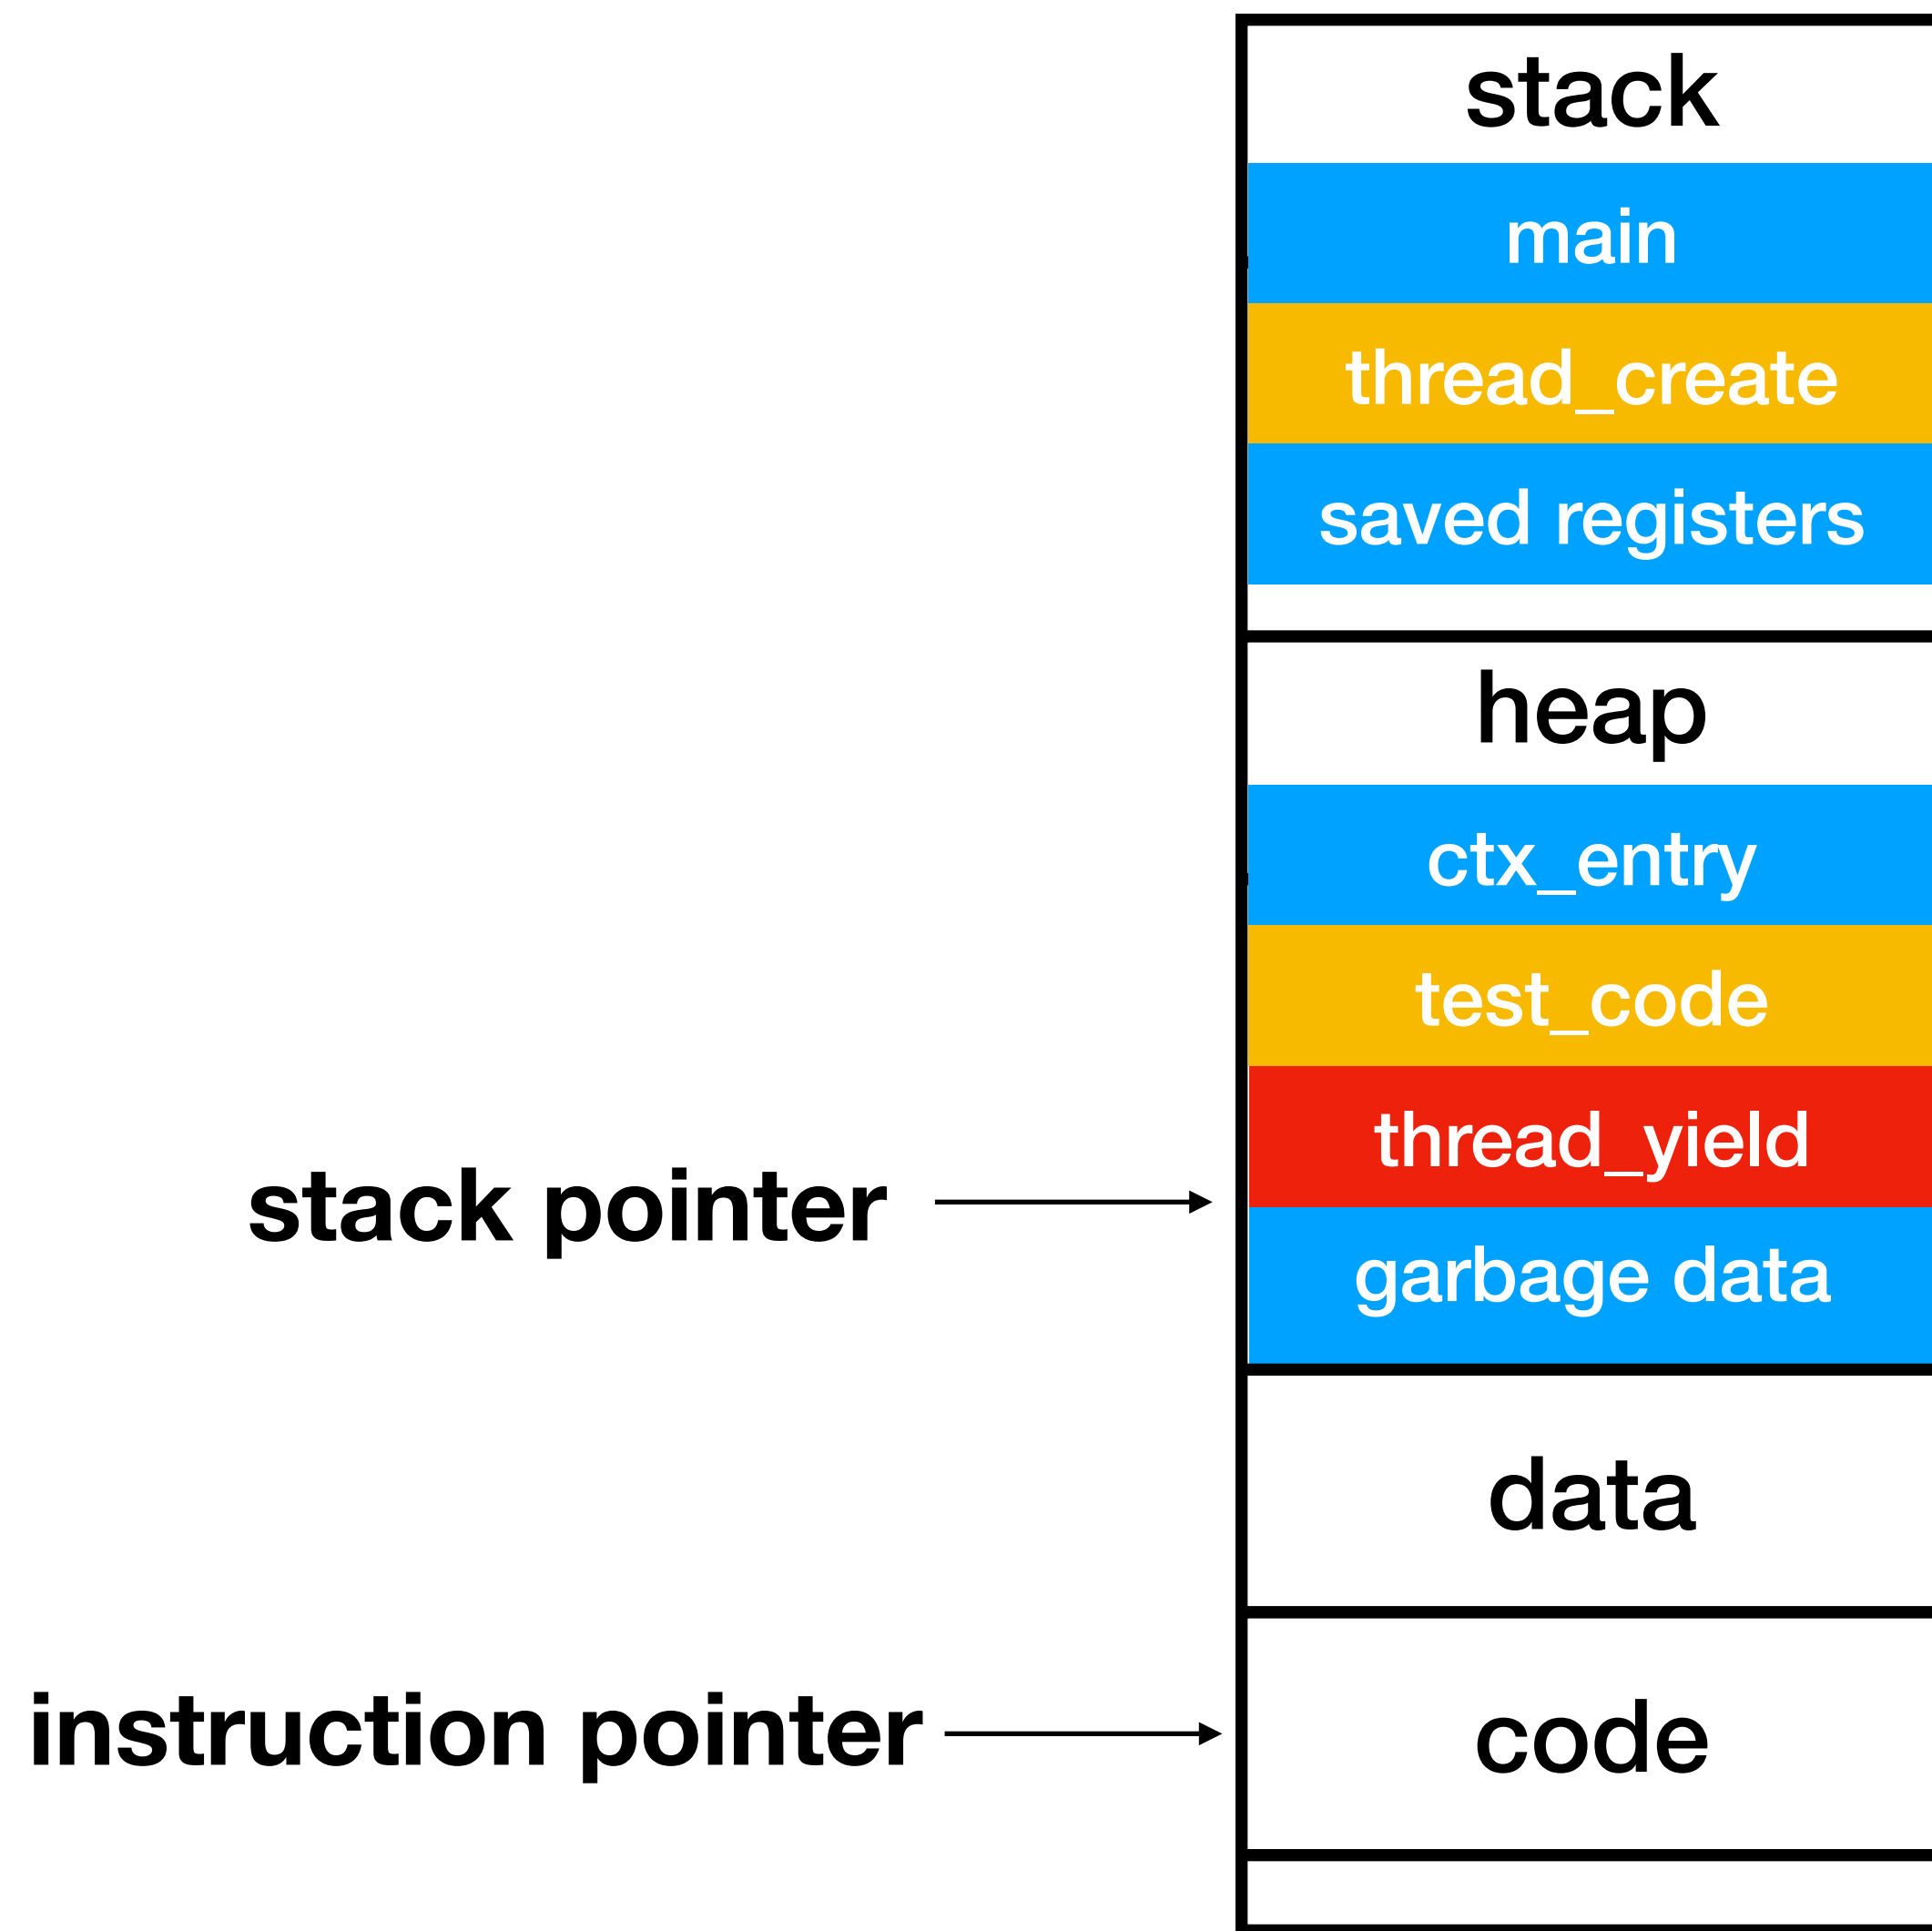 stack
main
thread_create
saved registers
heap
ctx_entry
test_code
thread_yield
stack pointer
garbage data
data
instruction pointer
code